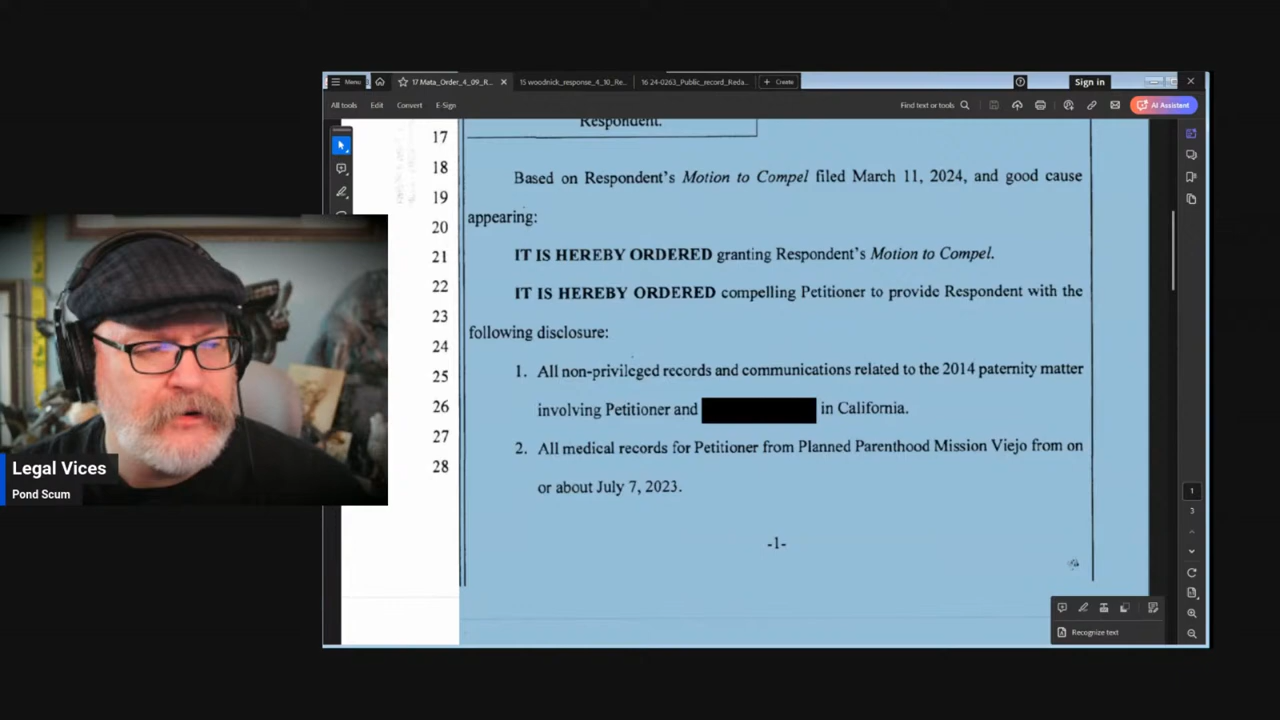 Menu
17 Mata_Order_4_09_R...
15 woodnick_response_4_10_Re...
16 24-0263_Public_record_Reda...
+ Create
Sign in
All tools
Edit
Convert
E-Sign
Find text or tools
AI Assistant
Respondent.
17
18
19
20
21
22
23
24
25
26
27
28
Based on Respondent's Motion to Compel filed March 11, 2024, and good cause
appearing:
IT IS HEREBY ORDERED granting Respondent's Motion to Compel.
IT IS HEREBY ORDERED compelling Petitioner to provide Respondent with the
following disclosure:
1. All non-privileged records and communications related to the 2014 paternity matter
involving Petitioner and
in California.
2. All medical records for Petitioner from Planned Parenthood Mission Viejo from on
or about July 7, 2023.
-1-
1
3
Recognize text
Legal Vices
Pond Scum